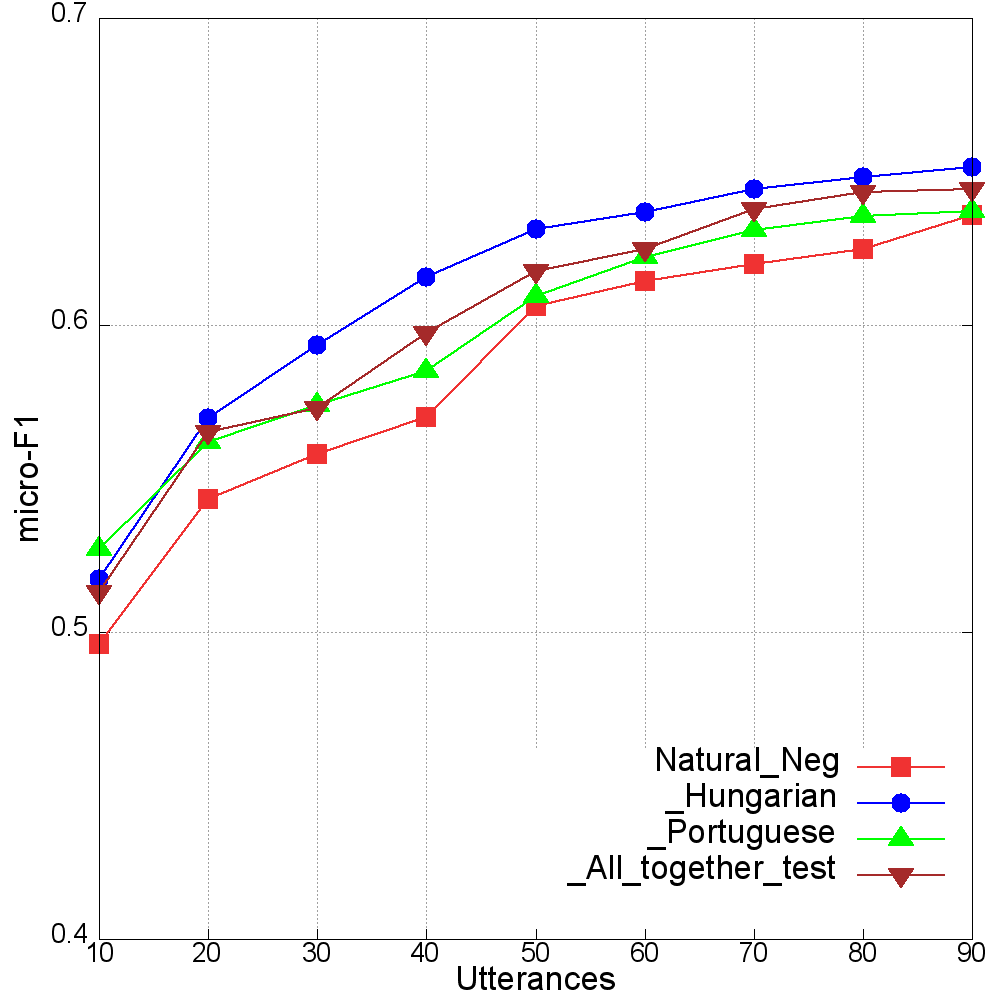 0.7
0.6
0.5
0.4
micro-F1
Natural_Neg
_Hungarian
_Portuguese
_All_together_test
10 20 30 40 50 60 70 80 90
Utterances